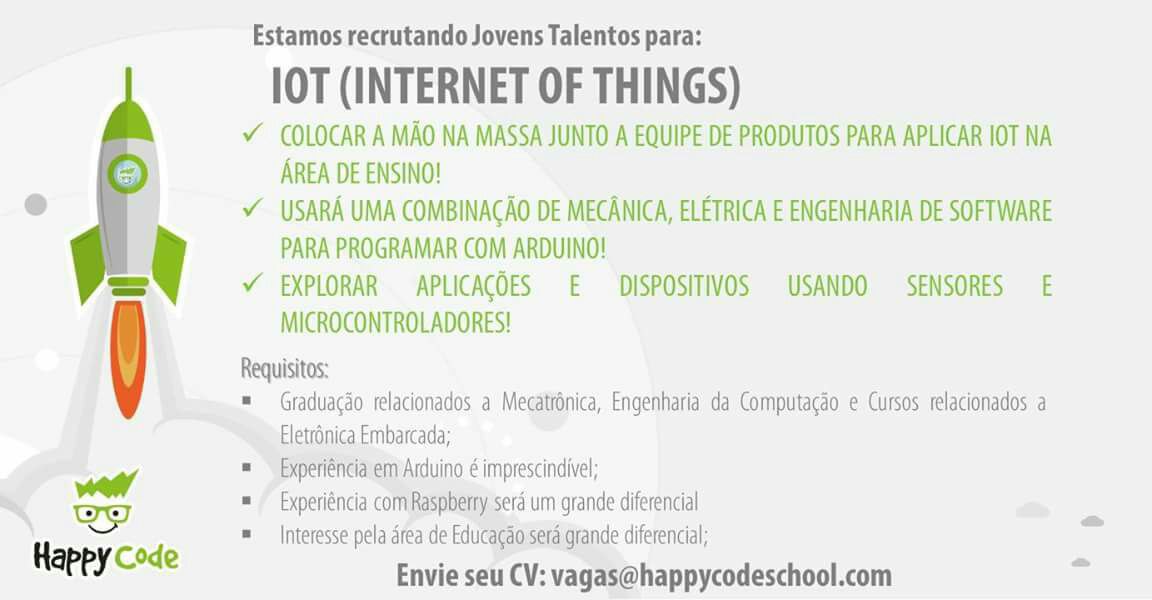 Estamos recrutando Jovens Talentos para:
IOT (INTERNET OF THINGS)
COLOCAR A MÃO NA MASSA JUNTO A EQUIPE DE PRODUTOS PARA APLICAR IOT NA
ÁREA DE ENSINO!
USARÁ UMA COMBINAÇÃO DE MECÂNICA, ELÉTRICA E ENGENHARIA DE SOFTWARE
PARA PROGRAMAR COM ARDUINO!
EXPLORAR APLICAÇÕES E DISPOSITIVOS USANDO SENSORES E
MICROCONTROLADORES!
Requisitos:
Graduação relacionados a Mecatrônica, Engenharia da Computação e Cursos relacionados a
Eletrônica Embarcada;
Experiência em Arduino é imprescindível;
Experiência com Raspberry será um grande diferencial
Interesse pela área de Educação será grande diferencial;
Happy Code
Envie seu CV: vagas@happycodeschool.com